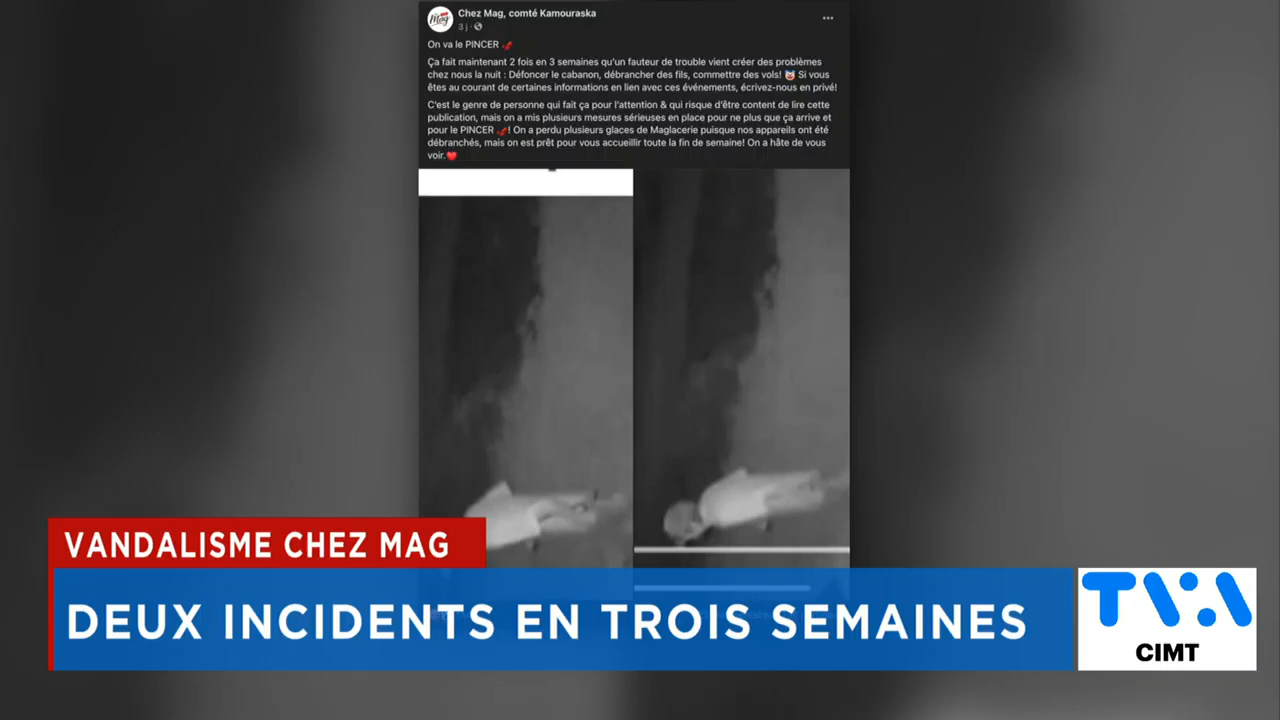 Mag
Chez Mag, comté Kamouraska
3 j ·
On va le PINCER 🦞
Ça fait maintenant 2 fois en 3 semaines qu'un fauteur de trouble vient créer des problèmes
chez nous la nuit : Défoncer le cabanon, débrancher des fils, commettre des vols! 🤡 Si vous
êtes au courant de certaines informations en lien avec ces événements, écrivez-nous en privé!
C'est le genre de personne qui fait ça pour l'attention & qui risque d'être content de lire cette
publication, mais on a mis plusieurs mesures sérieuses en place pour ne plus que ça arrive et
pour le PINCER 🦞! On a perdu plusieurs glaces de Maglacerie puisque nos appareils ont été
débranchés, mais on est prêt pour vous accueillir toute la fin de semaine! On a hâte de vous
voir.❤️
VANDALISME CHEZ MAG
DEUX INCIDENTS EN TROIS SEMAINES
TVA
CIMT